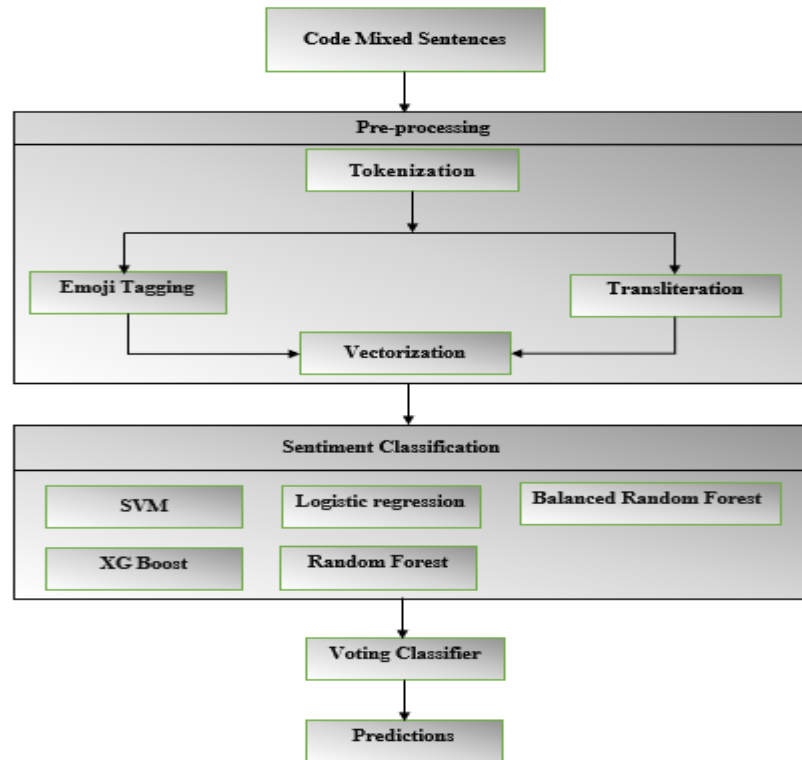 Code Mixed Sentences
Pre-processing
Tokenization
Emoji Tagging
Transliteration
Vectorization
Sentiment Classification
SVM
Logistic regression
Balanced Random Forest
XG Boost
Random Forest
Voting Classifier
Predictions